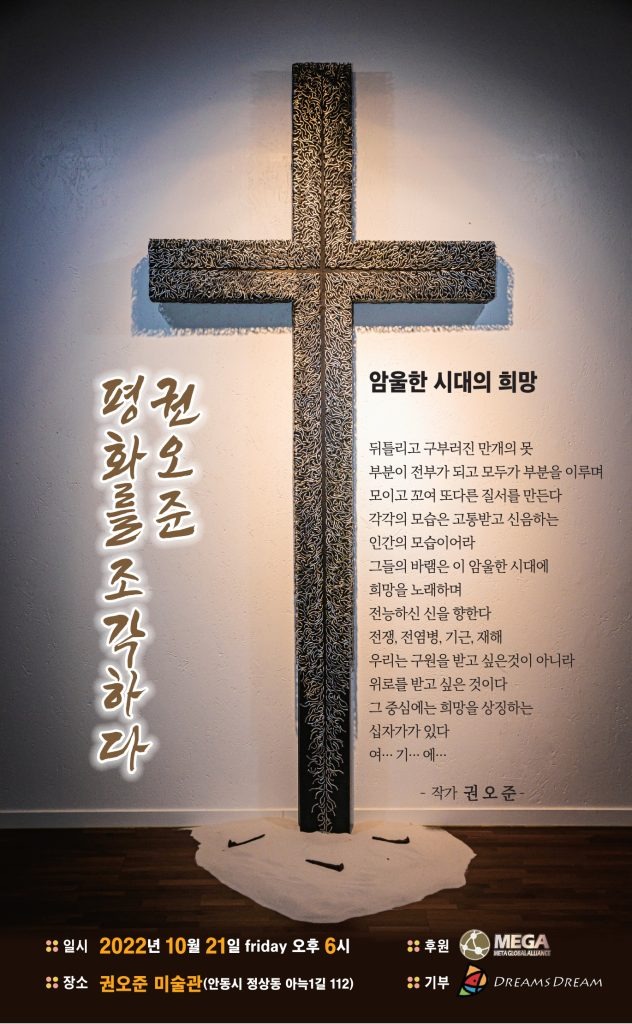 권오준
평화를 조각하다
암울한 시대의 희망
뒤틀리고 구부러진 만개의 못
부분이 전부가 되고 모두가 부분을 이루며
모이고 꼬여 또다른 질서를 만든다
각각의 모습은 고통받고 신음하는
인간의 모습이어라
그들의 바램은 이 암울한 시대에
희망을 노래하며
전능하신 신을 향한다
전쟁, 전염병, 기근, 재해
우리는 구원을 받고 싶은것이 아니라
위로를 받고 싶은 것이다
그 중심에는 희망을 상징하는
십자가가 있다
여… 기… 에…
- 작가 권오준 -
일시 2022년 10월 21일 friday 오후 6시
장소 권오준 미술관(안동시 정상동 아늑1길 112)
후원 MEGA
METAGLOBALALLIANCE
기부 DREAMSDREAM